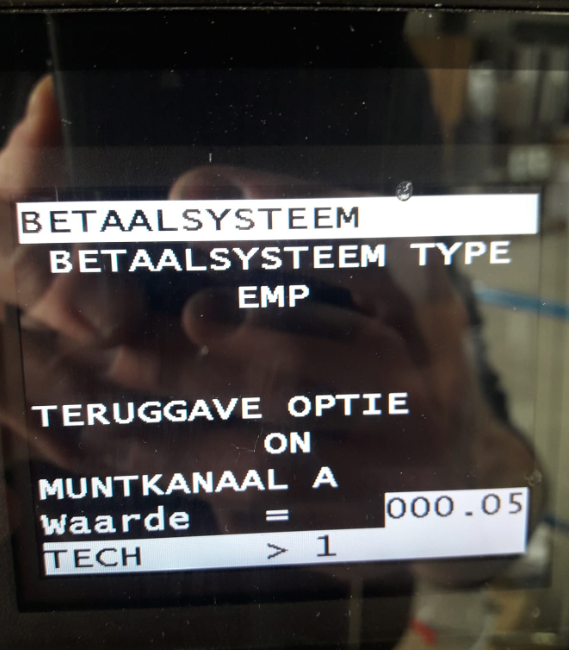 BETAALSYSTEEM
BETAALSYSTEEM TYPE
EMP
TERUGGAVE OPTIE
ON
MUNTKANAAL A
Waarde = 000.05
TECH > 1